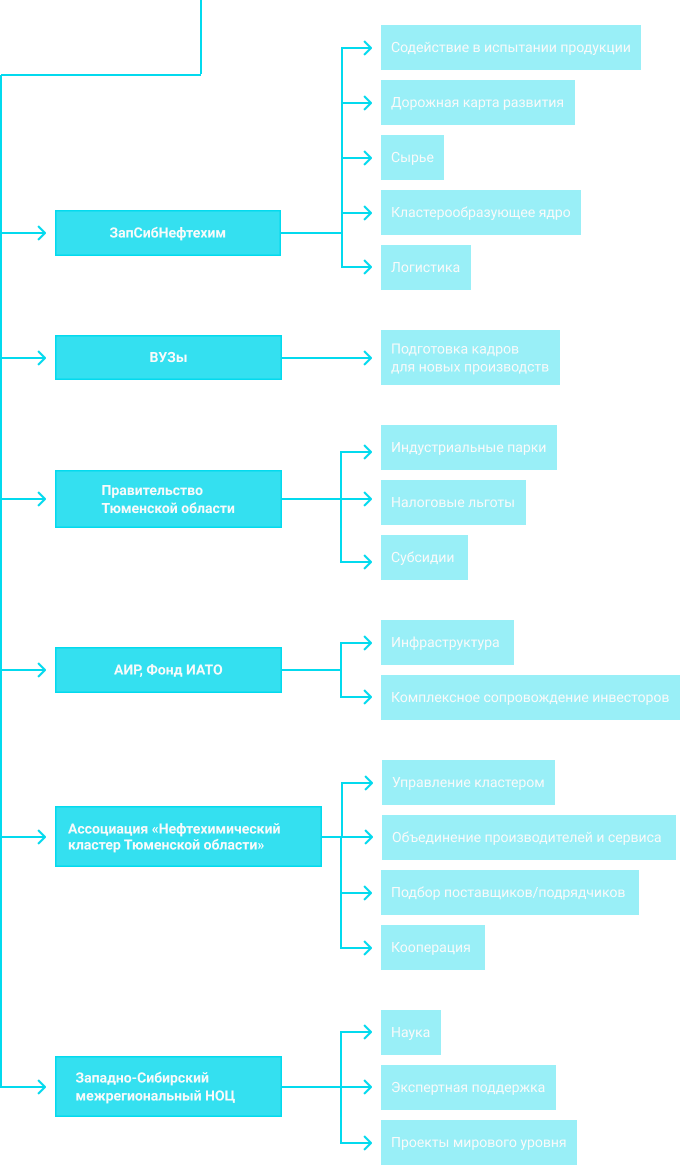 Содействие в испытании продукции
Дорожная карта развития
Сырье
Кластерообразующее ядро
Логистика
ЗапСибНефтехим
ВУЗы
Подготовка кадров
для новых производств
Правительство
Тюменской области
Индустриальные парки
Налоговые льготы
Субсидии
АИР, Фонд ИАТО
Инфраструктура
Комплексное сопровождение инвесторов
Ассоциация «Нефтехимический
кластер Тюменской области»
Управление кластером
Объединение производителей и сервиса
Подбор поставщиков/подрядчиков
Кооперация
Западно-Сибирский
межрегиональный НОЦ
Наука
Экспертная поддержка
Проекты мирового уровня